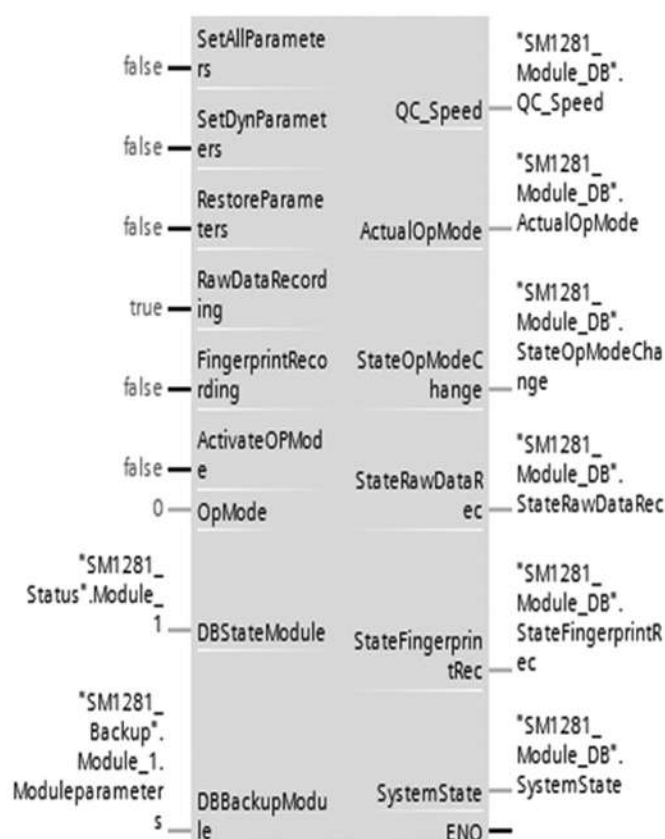 SetAllParamete
rs
false
SetDynParamet
ers
false
RestoreParame
ters
false
RawDataRecord
ing
true
FingerprintReco
rding
false
ActivateOPMod
e
false
0
OpMode
"SM1281_
Status".Module_
1
DBStateModule
"SM1281_
Backup".
Module_1.
Moduleparameter
s
DBBackupModu
le
QC_Speed
"SM1281_
Module_DB".
QC_Speed
ActualOpMode
"SM1281_
Module_DB".
ActualOpMode
StateOpModeC
hange
"SM1281_
Module_DB".
StateOpModeCha
nge
StateRawDataR
ec
"SM1281_
Module_DB".
StateRawDataRec
StateFingerprin
tRec
"SM1281_
Module_DB".
StateFingerprintR
ec
SystemState
"SM1281_
Module_DB".
SystemState
ENO